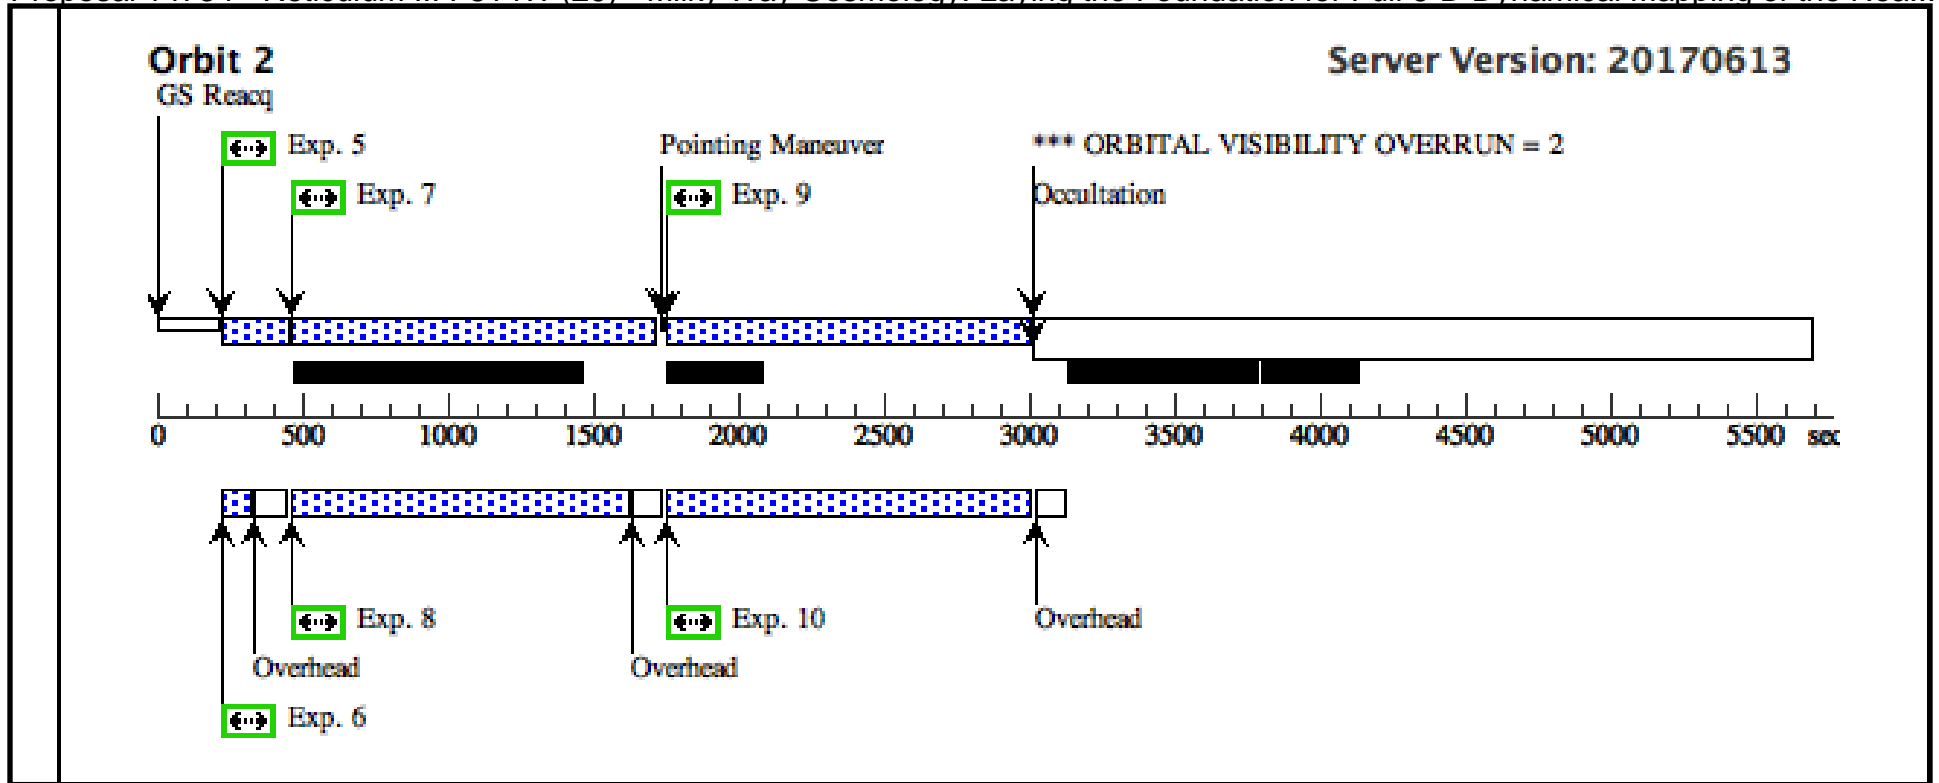 Orbit 2
Server Version: 20170613
GS Reacq
Exp. 5
Pointing Maneuver
*** ORBITAL VISIBILITY OVERRUN = 2
Exp. 7
Exp. 9
Occultation
0 500 1000 1500 2000 2500 3000 3500 4000 4500 5000 5500 sec
Exp. 8
Exp. 10
Overhead
Overhead
Overhead
Exp. 6